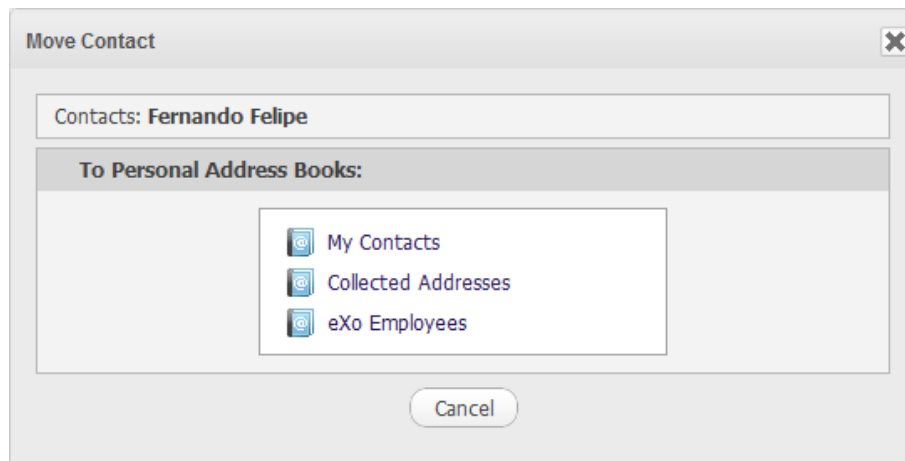 Move Contact
Contacts: Fernando Felipe
To Personal Address Books:
My Contacts
Collected Addresses
eXo Employees
Cancel